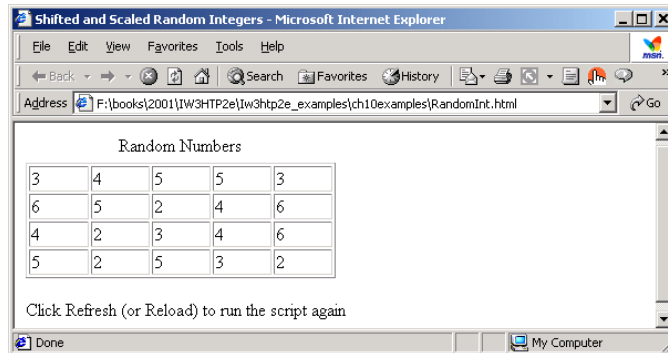 Shifted and Scaled Random Integers - Microsoft Internet Explorer
File Edit View Favorites Tools Help
msn.
Back Search Favorites History »
Address F:\books\2001\IW3HTP2e\Iw3htp2e_examples\ch10examples\RandomInt.html Go
Random Numbers
3 4 5 5 3
6 5 2 4 6
4 2 3 4 6
5 2 5 3 2
Click Refresh (or Reload) to run the script again
Done My Computer